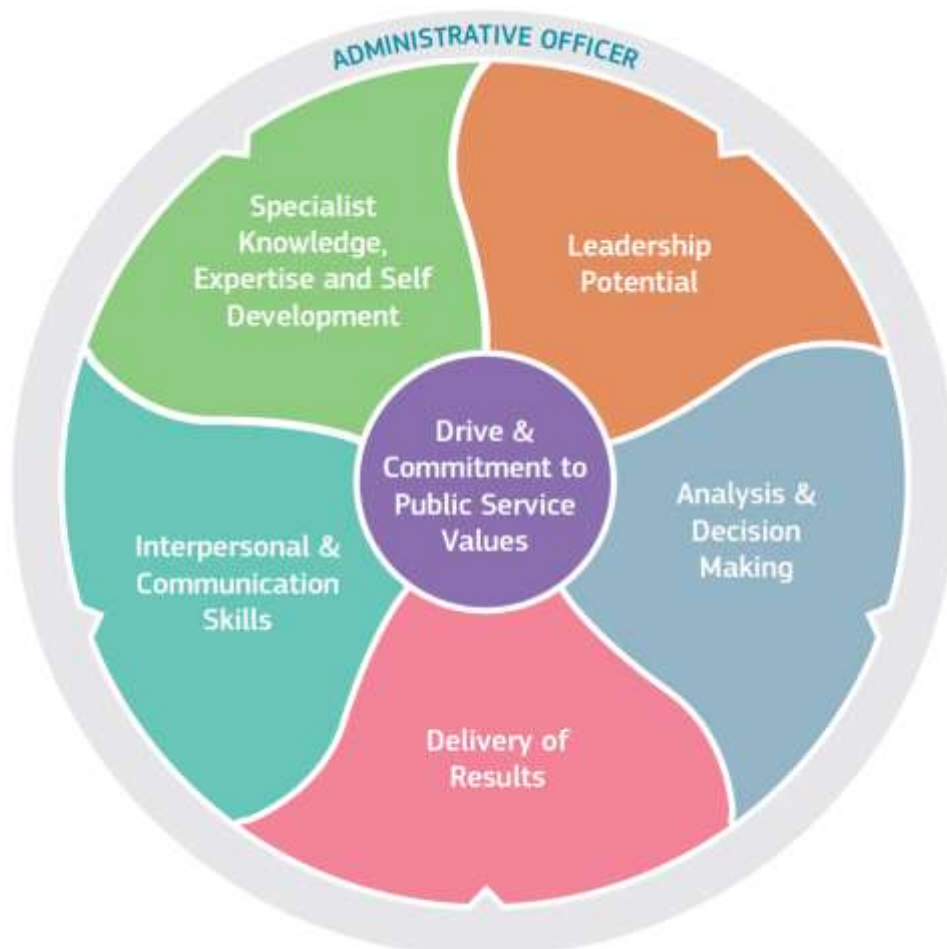 ADMINISTRATIVE OFFICER
Specialist
Knowledge,
Expertise and Self
Development
Leadership
Potential
Drive &
Commitment to
Public Service
Values
Analysis &
Decision
Making
Interpersonal &
Communication
Skills
Delivery of
Results